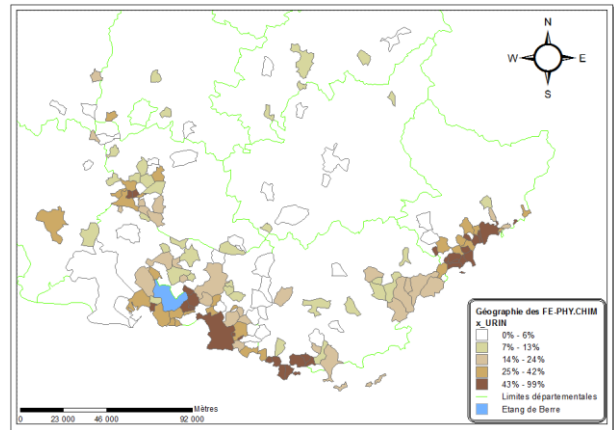 N
W E
S
Géographie des FE-PHY.CHIM
x_URIN
0% - 6%
7% - 13%
14% - 24%
25% - 42%
43% - 99%
Limites départementales
Etang de Berre
Mètres
0 23 000 46 000 92 000